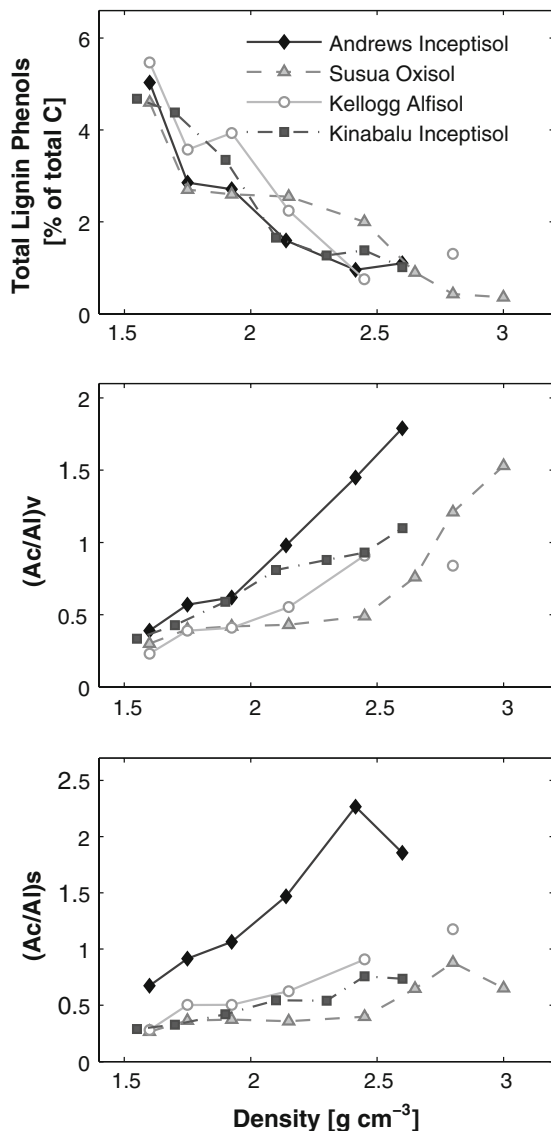 6
4
2
0
Total Lignin Phenols
[% of total C]
Andrews Inceptisol
Susua Oxisol
Kellogg Alfisol
Kinabalu Inceptisol
1.5 2 2.5 3
2
1.5
1
0.5
0
(Ac/Al)v
1.5 2 2.5 3
2.5
2
1.5
1
0.5
0
(Ac/Al)s
1.5 2 2.5 3
Density [g cm⁻³]